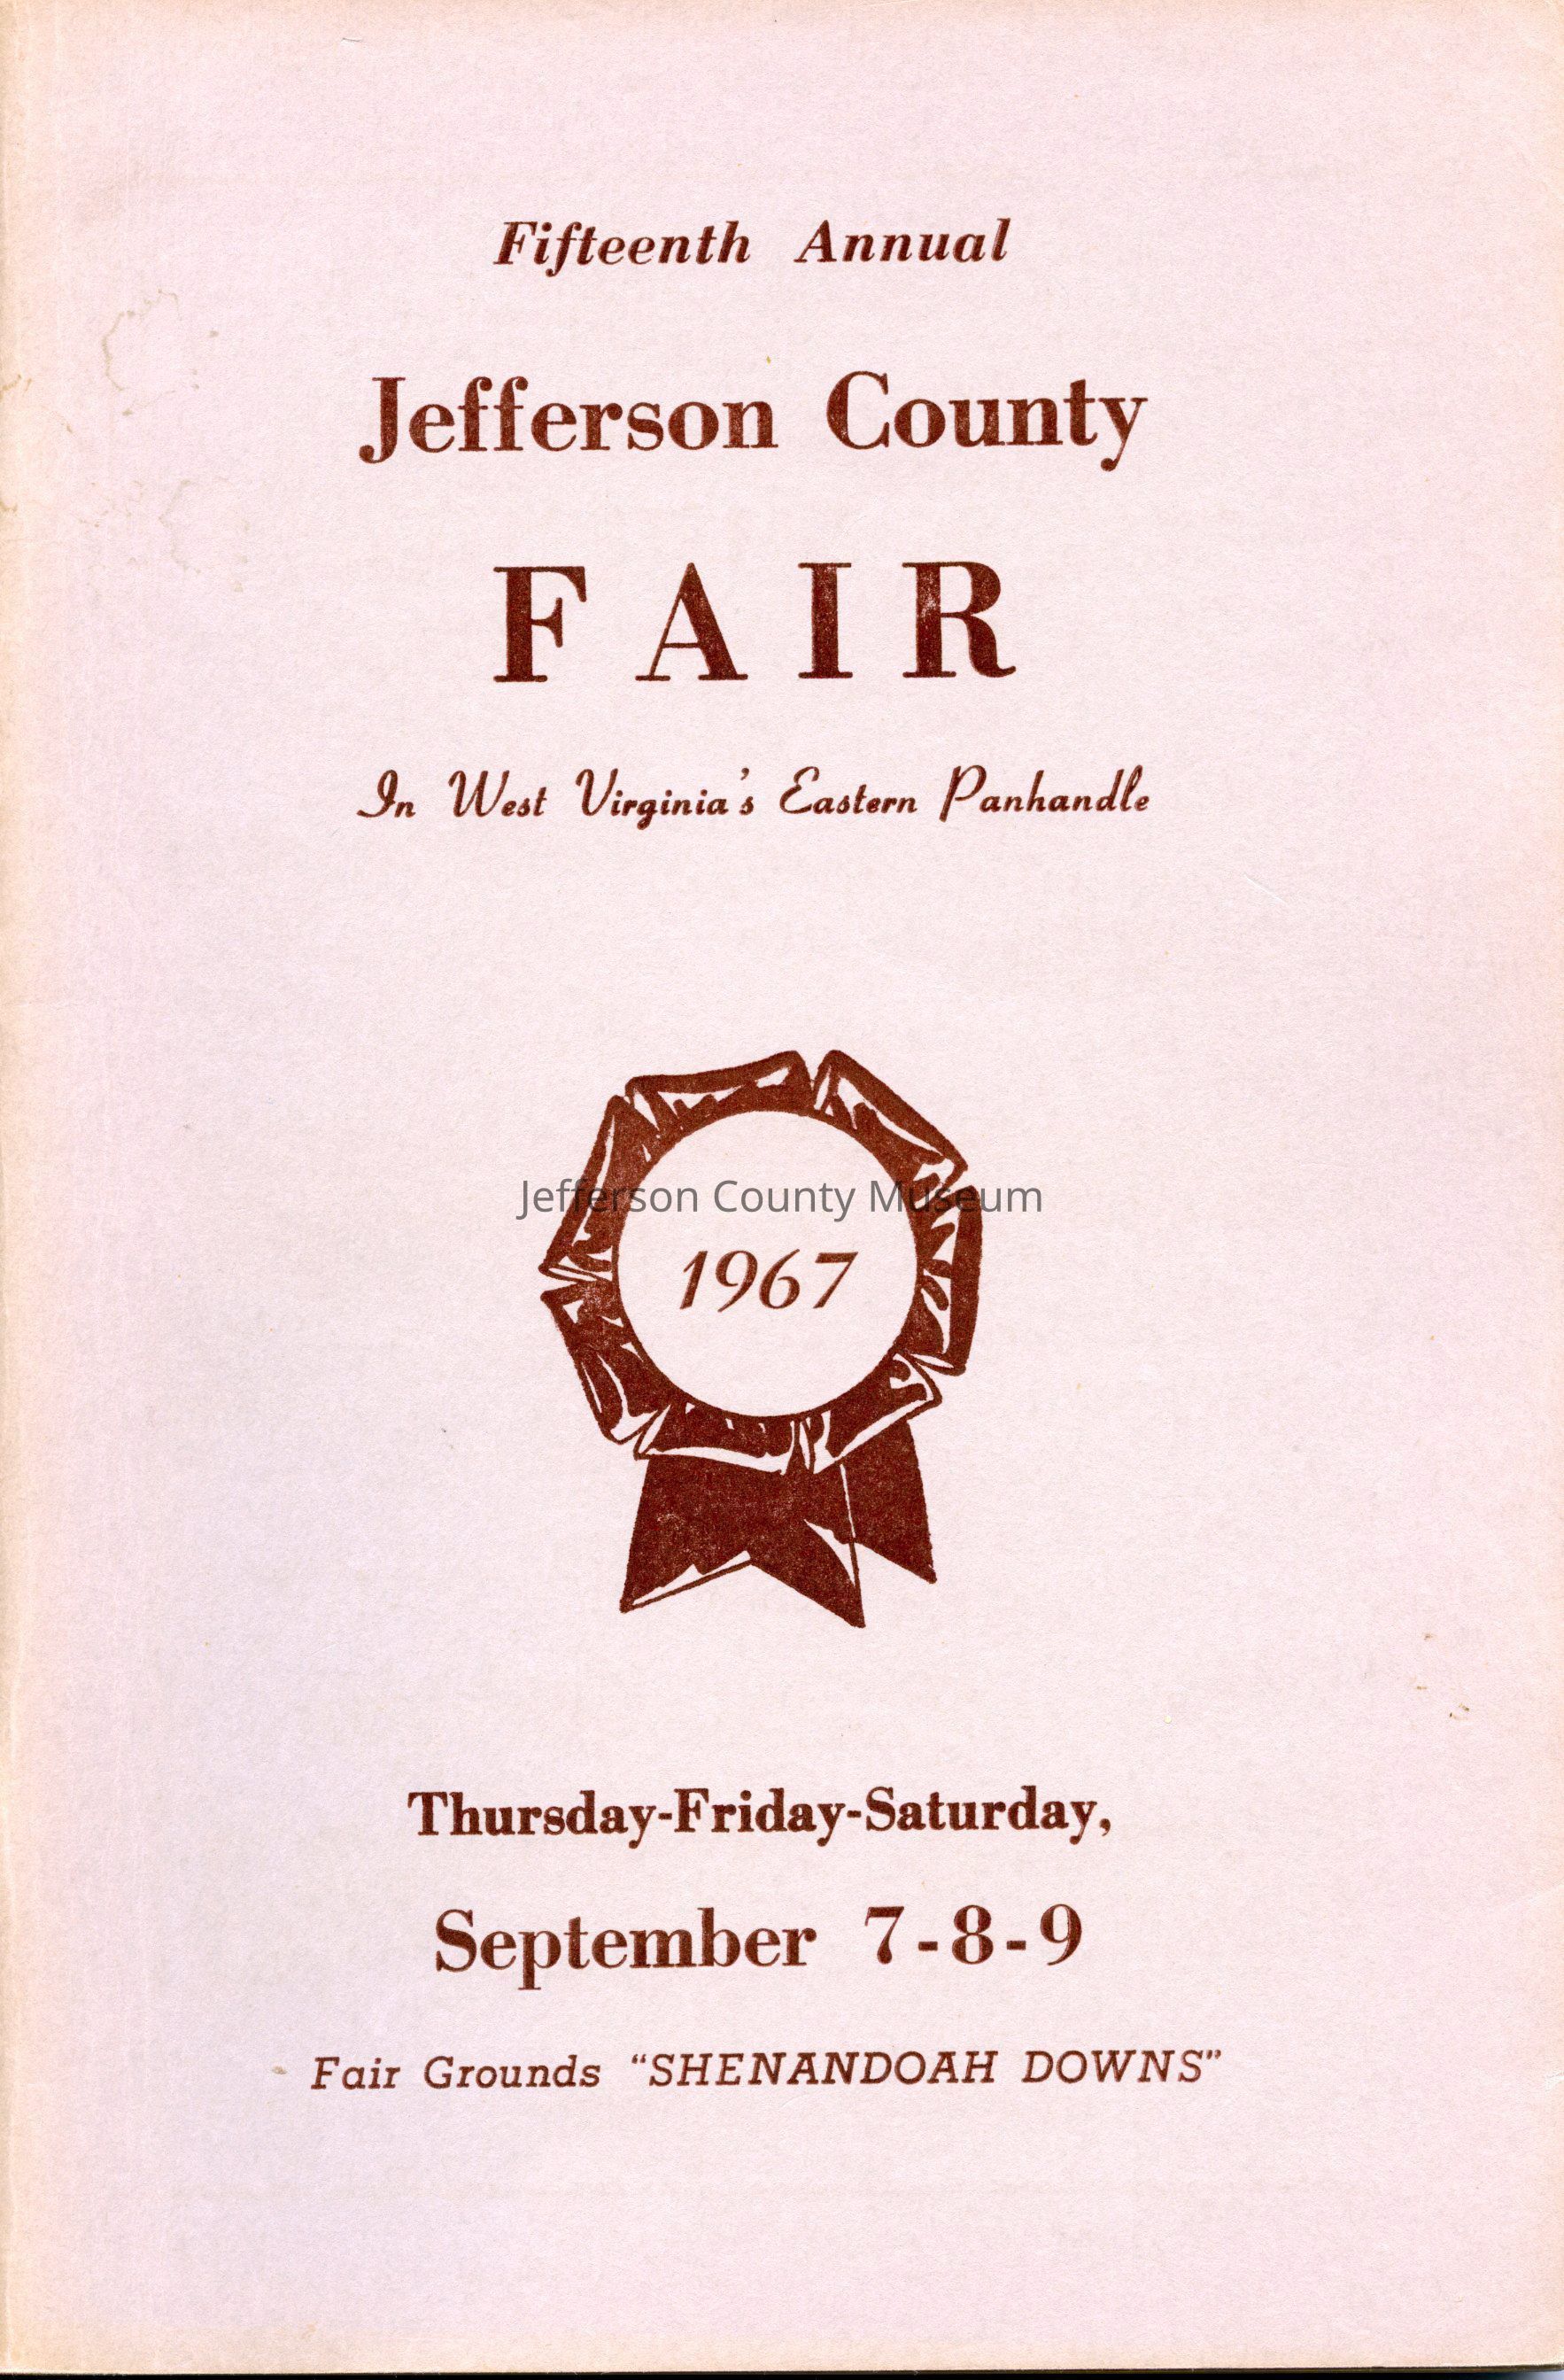 Fifteenth Annual
Jefferson County
FAIR
In West Virginia's Eastern Panhandle
Jefferson County Museum
1967
Thursday-Friday-Saturday,
September 7-8-9
Fair Grounds “SHENANDOAH DOWNS”